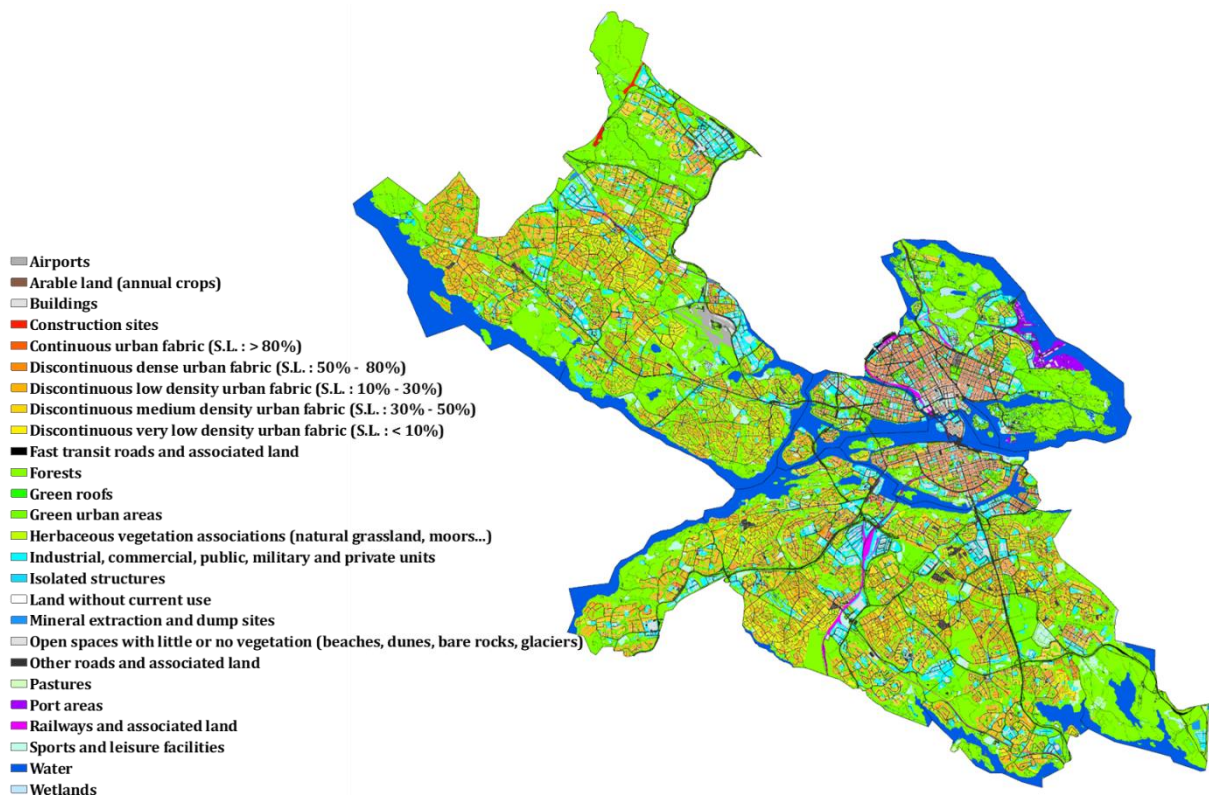 Airports
Arable land (annual crops)
Buildings
Construction sites
Continuous urban fabric (S.L. : > 80%)
Discontinuous dense urban fabric (S.L. : 50% - 80%)
Discontinuous low density urban fabric (S.L. : 10% - 30%)
Discontinuous medium density urban fabric (S.L. : 30% - 50%)
Discontinuous very low density urban fabric (S.L. : < 10%)
Fast transit roads and associated land
Forests
Green roofs
Green urban areas
Herbaceous vegetation associations (natural grassland, moors...)
Industrial, commercial, public, military and private units
Isolated structures
Land without current use
Mineral extraction and dump sites
Open spaces with little or no vegetation (beaches, dunes, bare rocks, glaciers)
Other roads and associated land
Pastures
Port areas
Railways and associated land
Sports and leisure facilities
Water
Wetlands